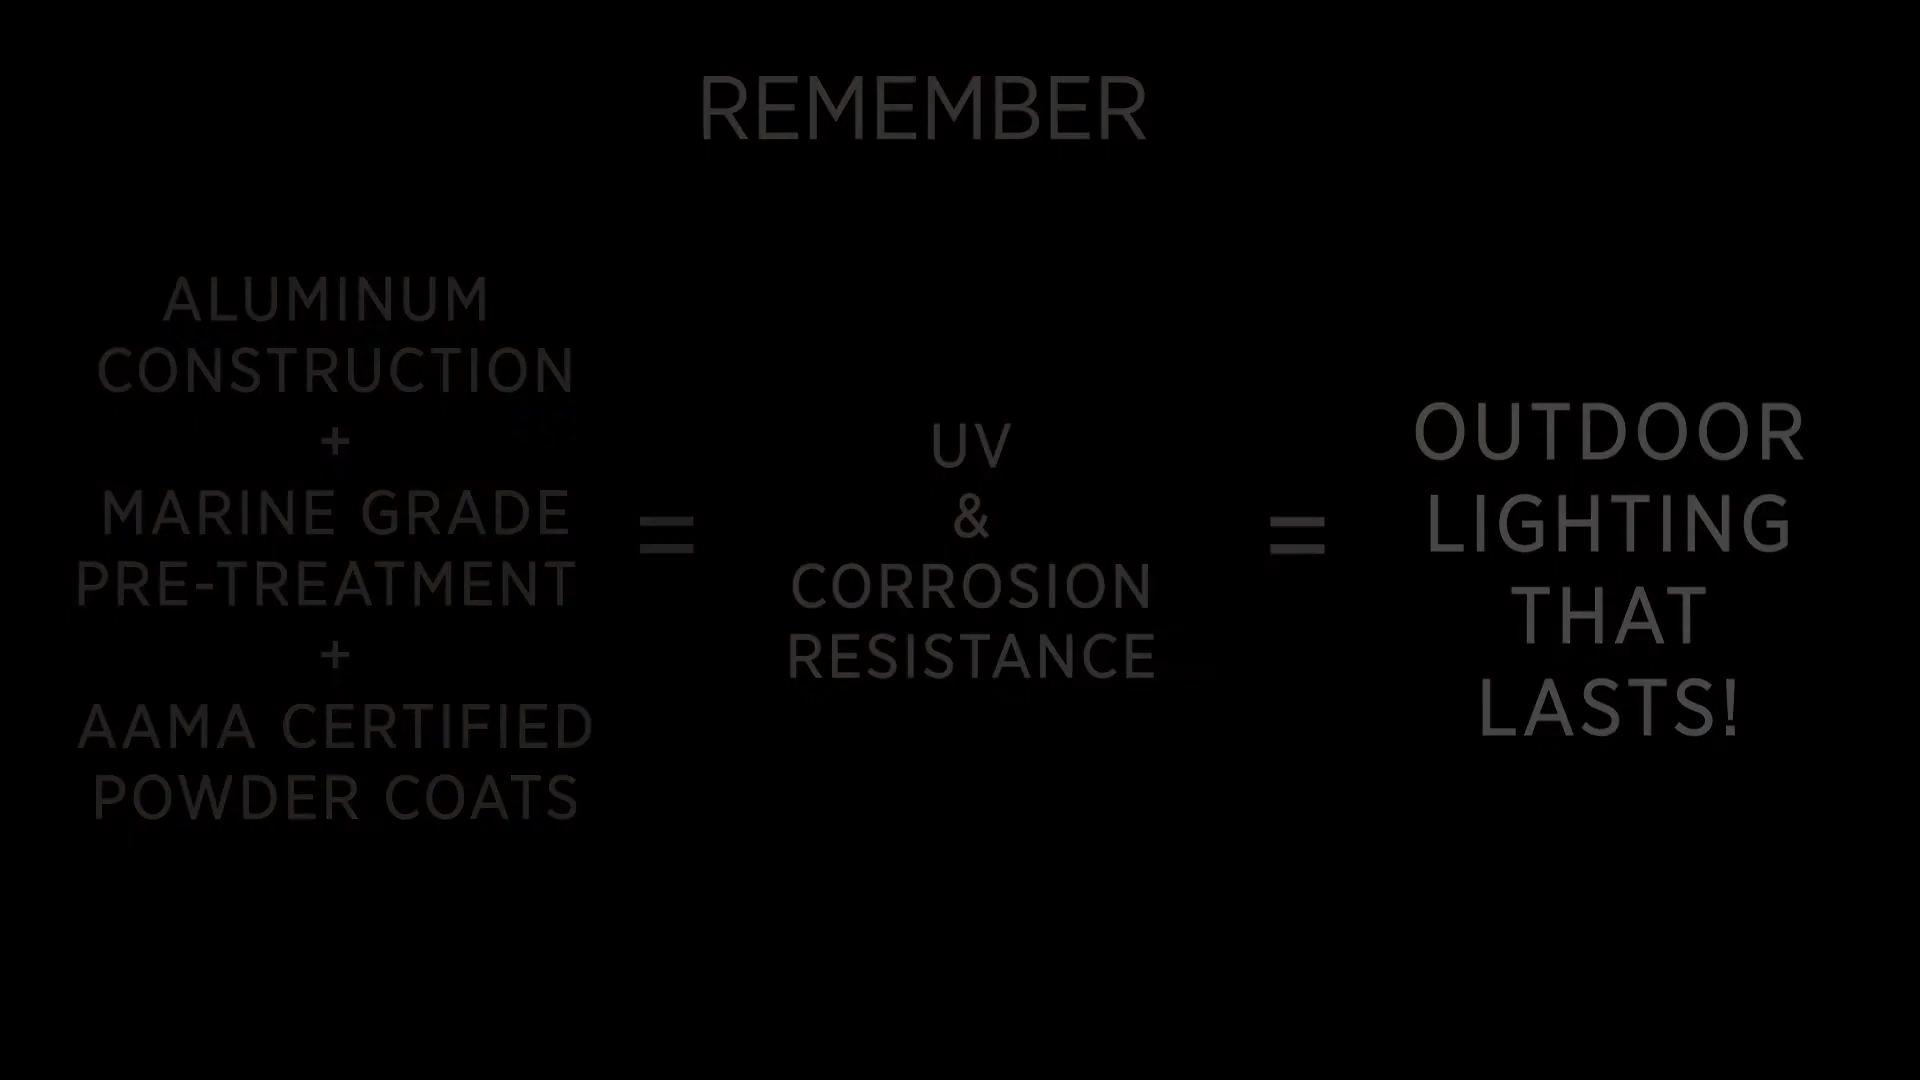 REMEMBER
ALUMINUM
CONSTRUCTION
+
MARINE GRADE
PRE-TREATMENT
+
AAMA CERTIFIED
POWDER COATS
=
UV
&
CORROSION
RESISTANCE
=
OUTDOOR
LIGHTING
THAT
LASTS!